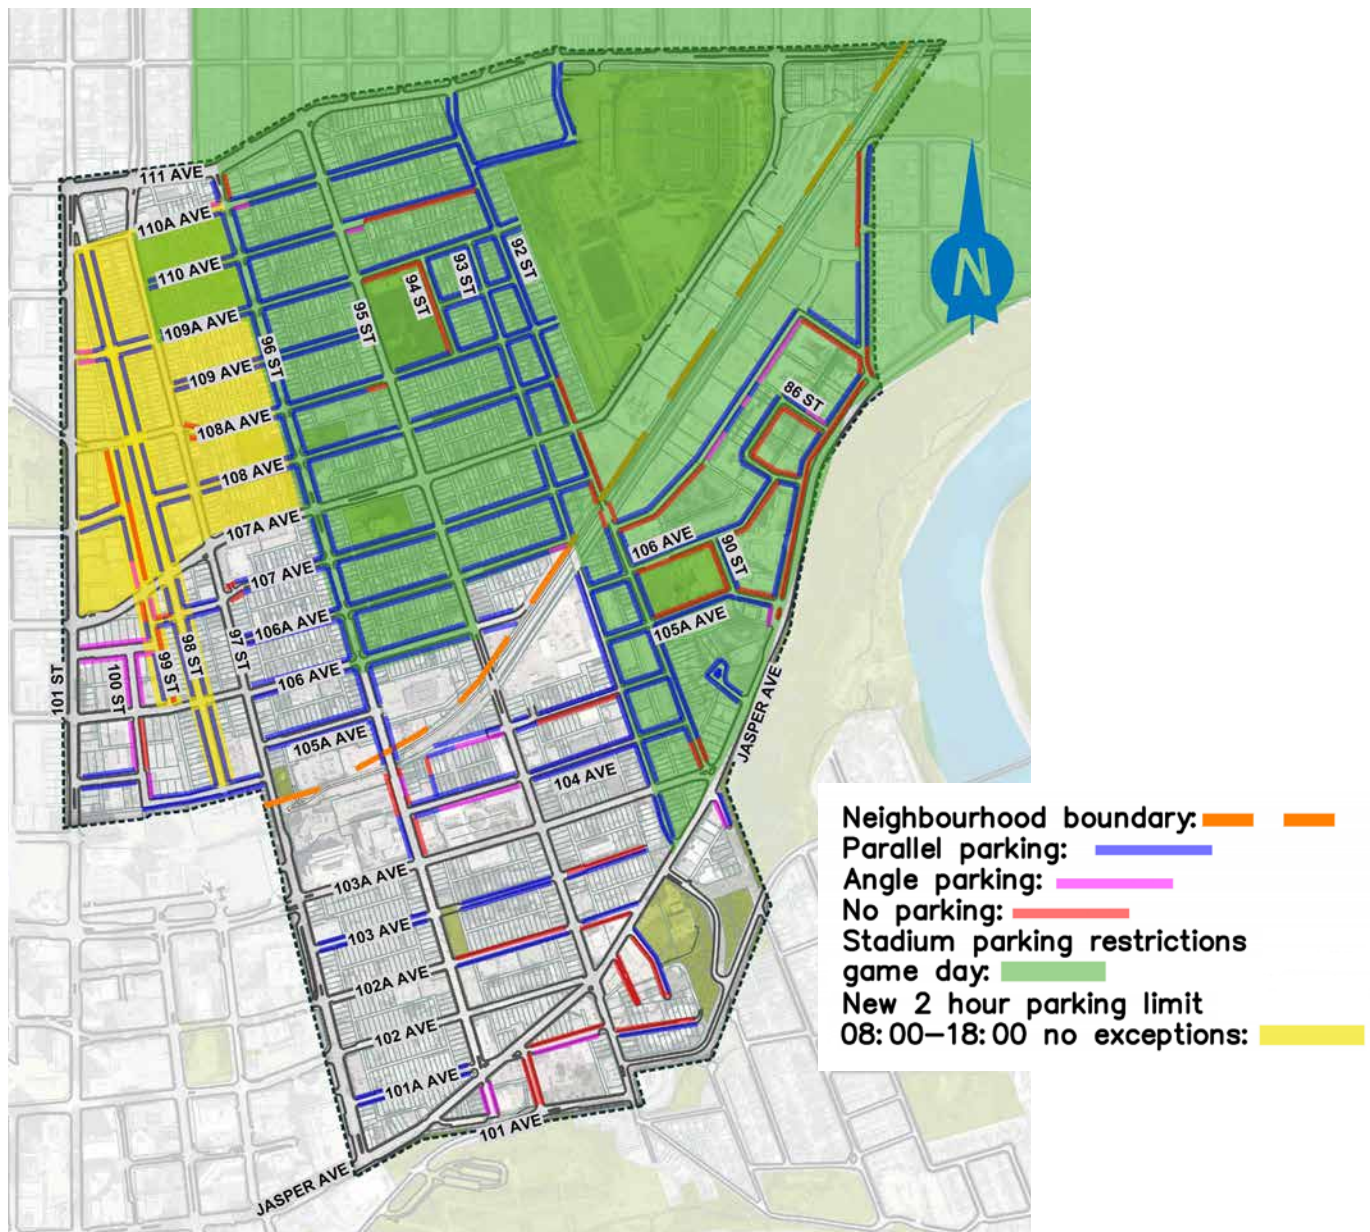 111 AVE
110A AVE
110 AVE
109A AVE
109 AVE
108A AVE
108 AVE
107A AVE
107 AVE
106A AVE
106 AVE
105A AVE
92 ST
93 ST
94 ST
95 ST
96 ST
97 ST
98 ST
99 ST
100 ST
101 ST
86 ST
N
106 AVE
90 ST
105A AVE
JASPER AVE
104 AVE
103A AVE
103 AVE
102A AVE
102 AVE
101A AVE
101 AVE
JASPER AVE
Neighbourhood boundary:
Parallel parking:
Angle parking:
No parking:
Stadium parking restrictions
game day:
New 2 hour parking limit
08:00-18:00 no exceptions: